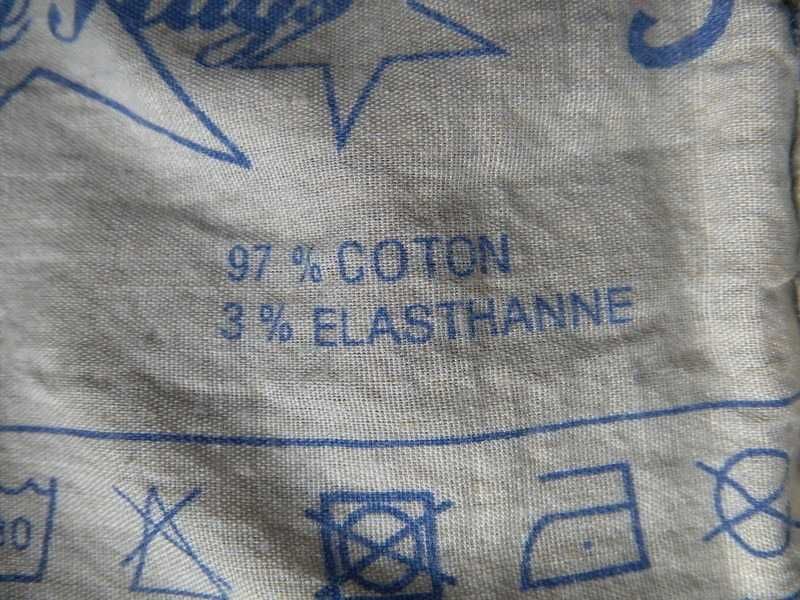 97 % COTON
3 % ELASTHANNE